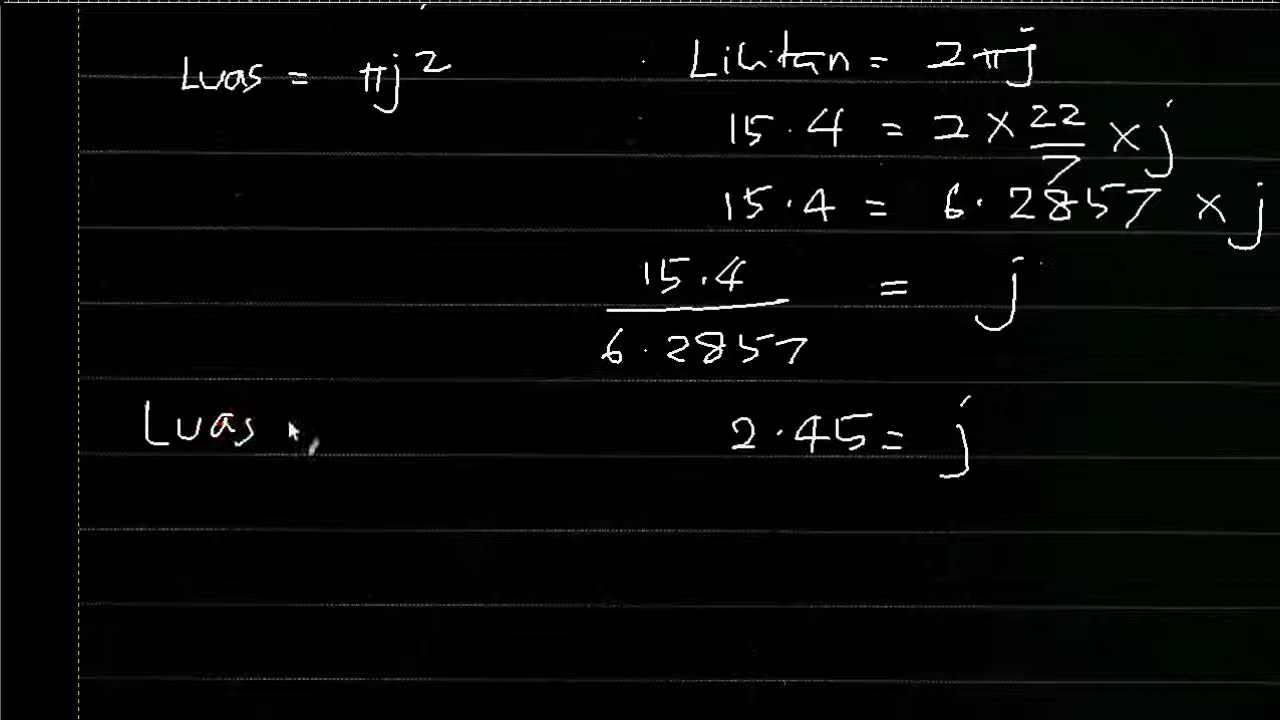 Luas = πj²
Lilitan = 2πj
15.4 = 2 × 22/7 × j
15.4 = 6.2857 × j
15.4/6.2857 = j
2.45 = j
Luas